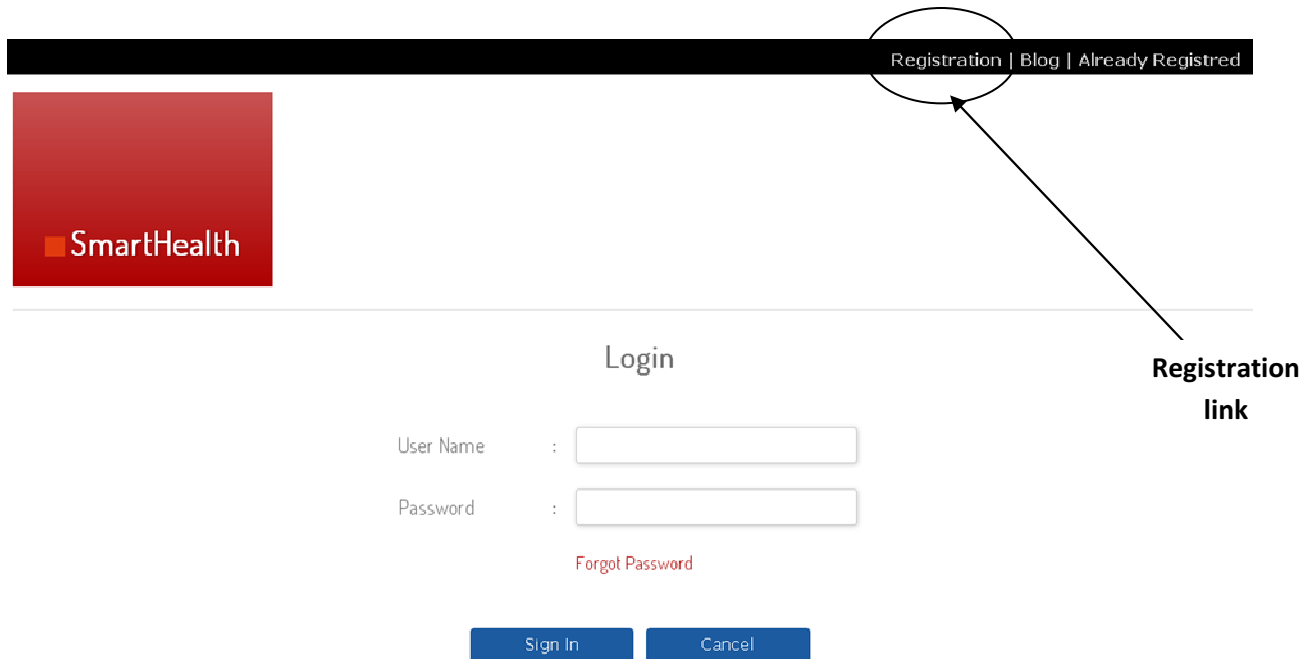 Registration | Blog | Already Registred
SmartHealth
Login
Registration
link
User Name :
Password :
Forgot Password
Sign In Cancel